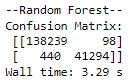 --Random Forest--
Confusion Matrix:
[[138239     98]
 [   440  41294]]
Wall time: 3.29 s